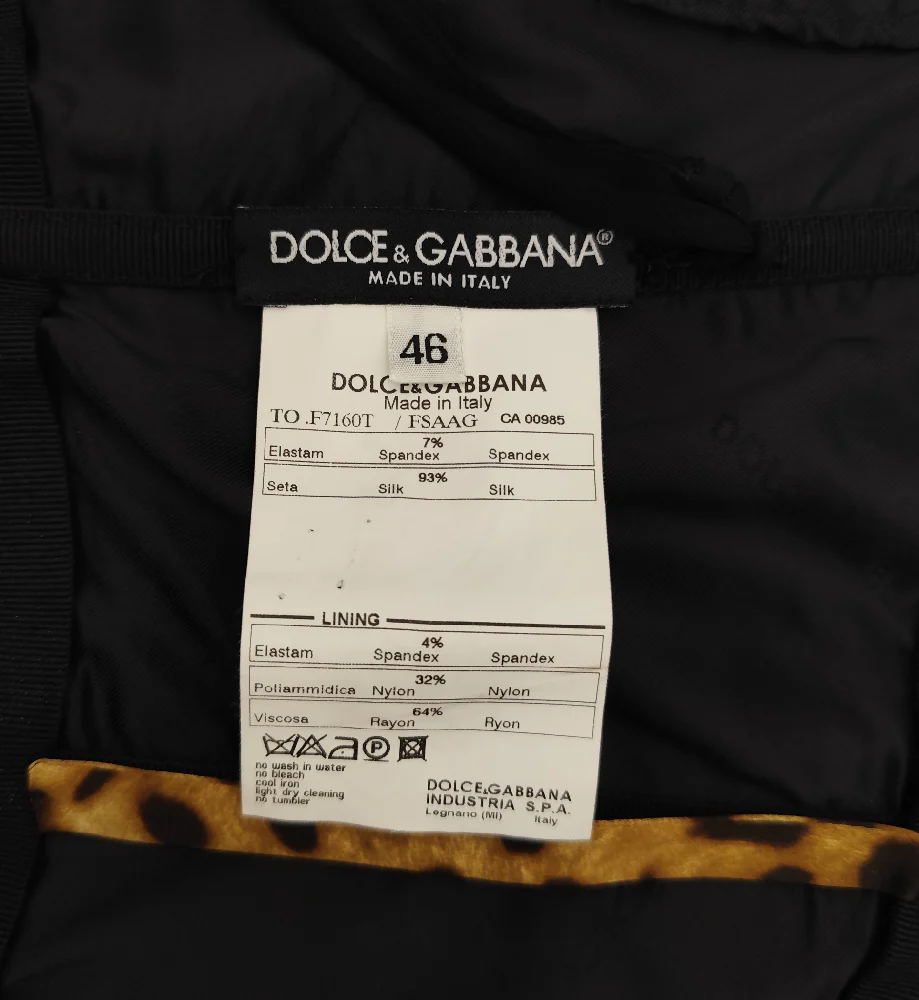 DOLCE & GABBANA®
MADE IN ITALY
46
DOLCE&GABBANA
Made in Italy
TO .F7160T / FSAAG CA 00985
7%
Elastam Spandex Spandex
93%
Seta Silk Silk
LINING
4%
Elastam Spandex Spandex
32%
Poliammidica Nylon Nylon
64%
Viscosa Rayon Ryon
P
no wash in water
no bleach
cool iron
light dry cleaning
no tumbler
DOLCE&GABBANA
INDUSTRIA S.P.A.
Legnano (MI) Italy